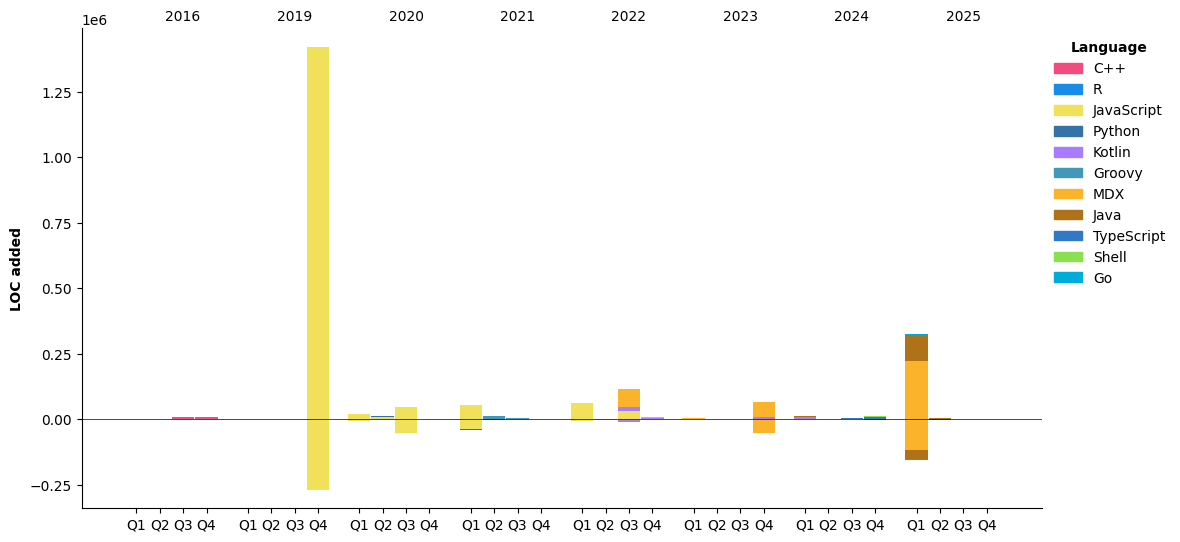 2016 2019 2020 2021 2022 2023 2024 2025
1e6
Language
C++
R
JavaScript
Python
Kotlin
Groovy
MDX
Java
TypeScript
Shell
Go
LOC added
1.25
1.00
0.75
0.50
0.25
0.00
−0.25
Q1 Q2 Q3 Q4 Q1 Q2 Q3 Q4 Q1 Q2 Q3 Q4 Q1 Q2 Q3 Q4 Q1 Q2 Q3 Q4 Q1 Q2 Q3 Q4 Q1 Q2 Q3 Q4 Q1 Q2 Q3 Q4